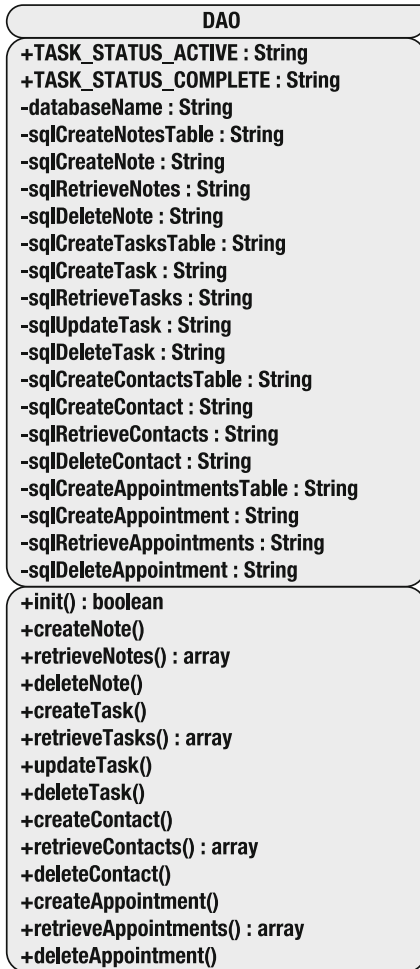 DAO
+TASK_STATUS_ACTIVE : String
+TASK_STATUS_COMPLETE : String
-databaseName : String
-sqlCreateNotesTable : String
-sqlCreateNote : String
-sqlRetrieveNotes : String
-sqlDeleteNote : String
-sqlCreateTasksTable : String
-sqlCreateTask : String
-sqlRetrieveTasks : String
-sqlUpdateTask : String
-sqlDeleteTask : String
-sqlCreateContactsTable : String
-sqlCreateContact : String
-sqlRetrieveContacts : String
-sqlDeleteContact : String
-sqlCreateAppointmentsTable : String
-sqlCreateAppointment : String
-sqlRetrieveAppointments : String
-sqlDeleteAppointment : String
+init() : boolean
+createNote()
+retrieveNotes() : array
+deleteNote()
+createTask()
+retrieveTasks() : array
+updateTask()
+deleteTask()
+createContact()
+retrieveContacts() : array
+deleteContact()
+createAppointment()
+retrieveAppointments() : array
+deleteAppointment()